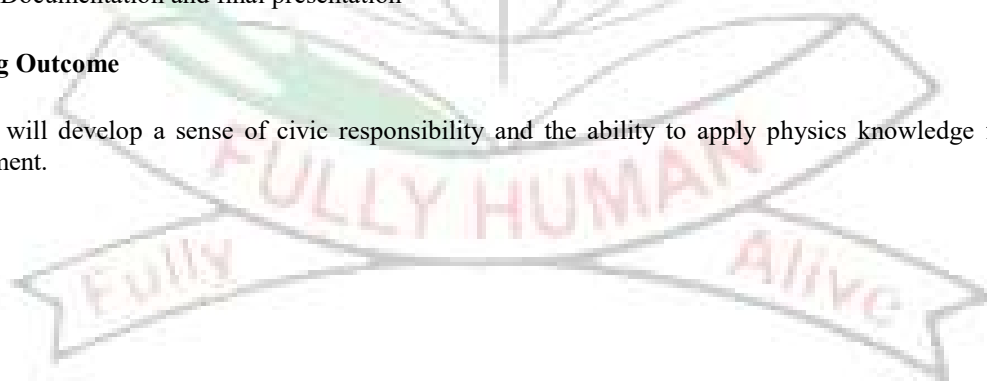 Documentation and final presentation
g Outcome
will develop a sense of civic responsibility and the ability to apply physics knowledge
ment.
FULLY HUMAN
Fully Alive